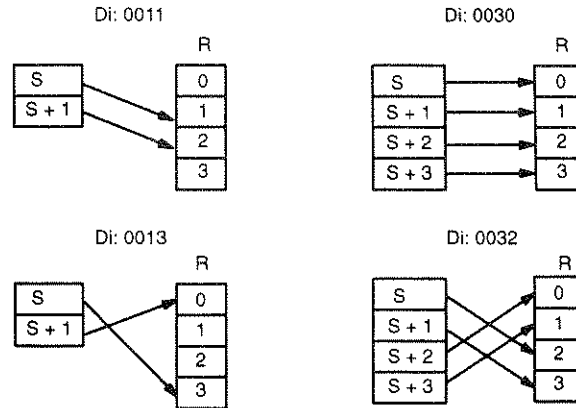 Di: 0011
R
S
S + 1
0
1
2
3
Di: 0030
R
S
S + 1
S + 2
S + 3
0
1
2
3
Di: 0013
R
S
S + 1
0
1
2
3
Di: 0032
R
S
S + 1
S + 2
S + 3
0
1
2
3